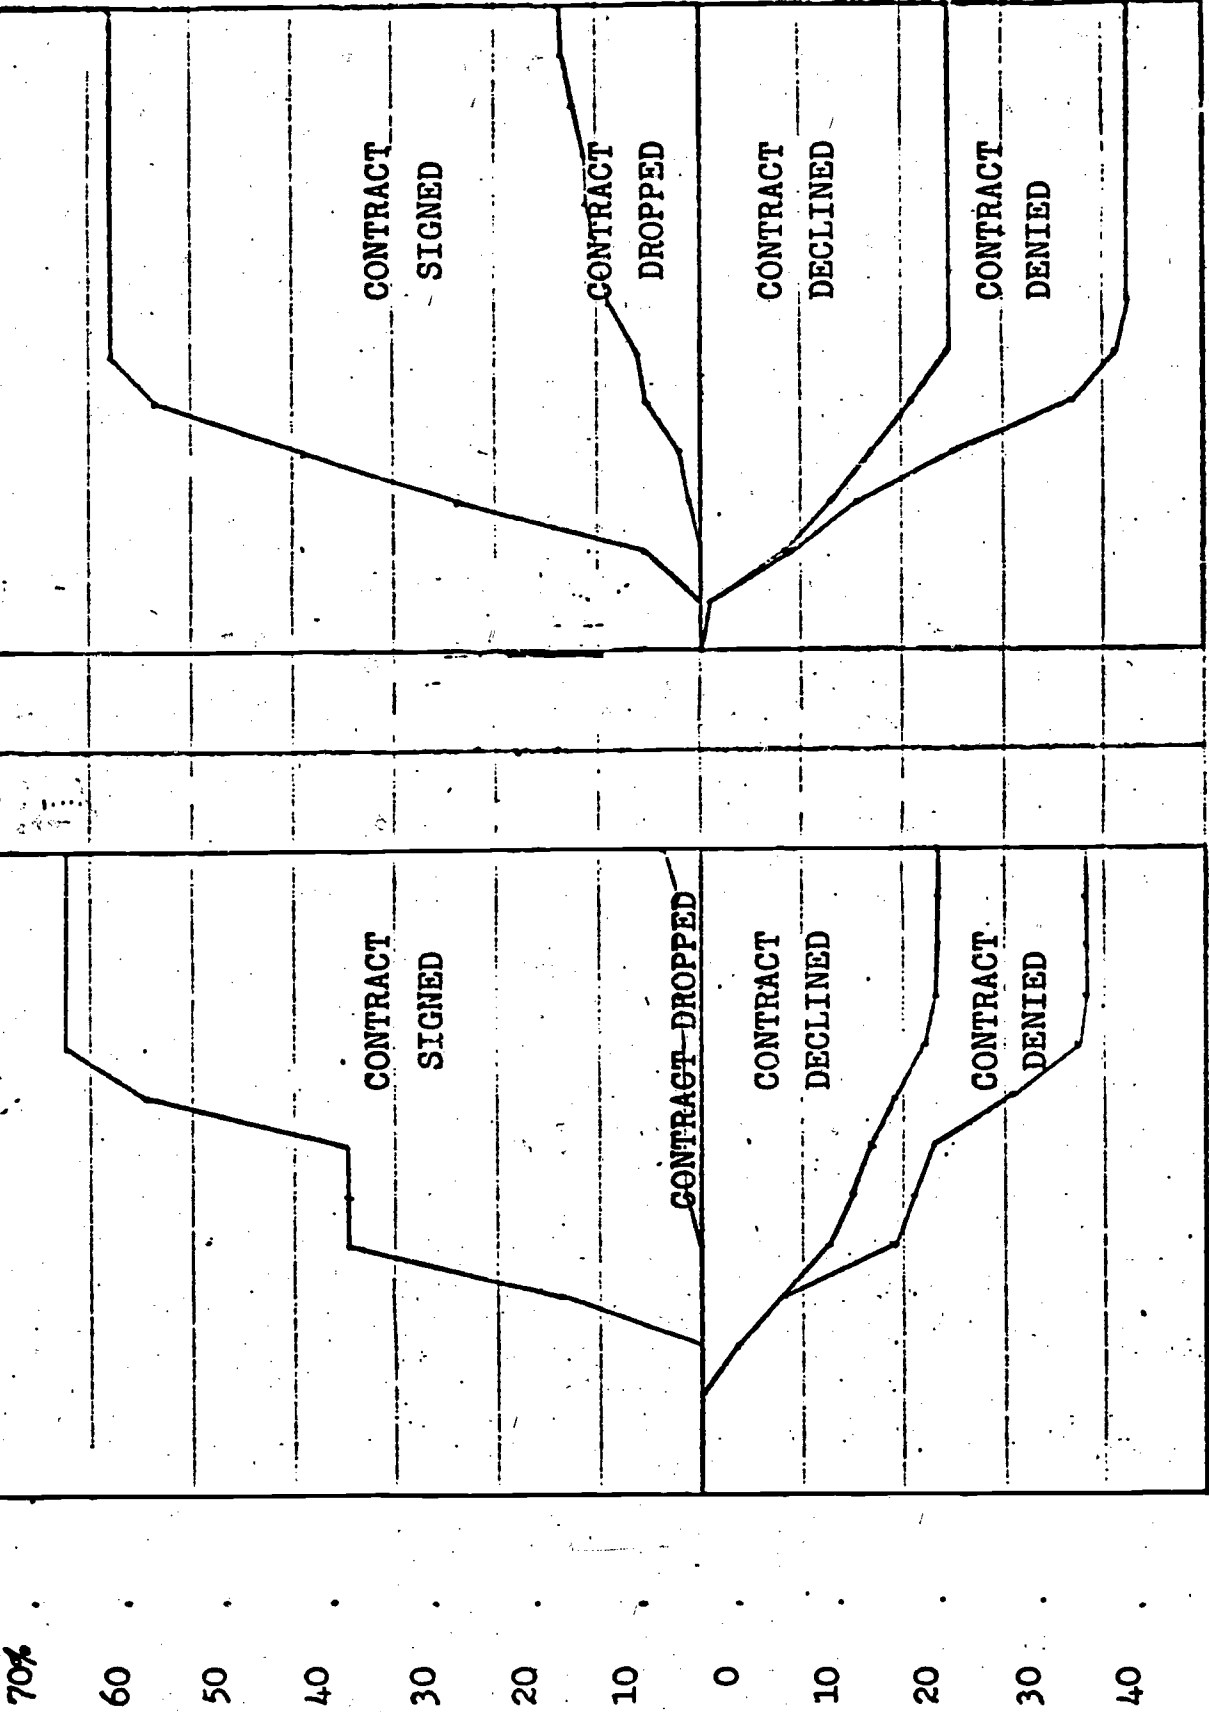 70%
60
50
40
30
20
10
0
10
20
30
40
CONTRACT
SIGNED
CONTRACT DROPPED
CONTRACT
DECLINED
CONTRACT
DENIED
CONTRACT
SIGNED
CONTRACT
DROPPED
CONTRACT
DECLINED
CONTRACT
DENIED